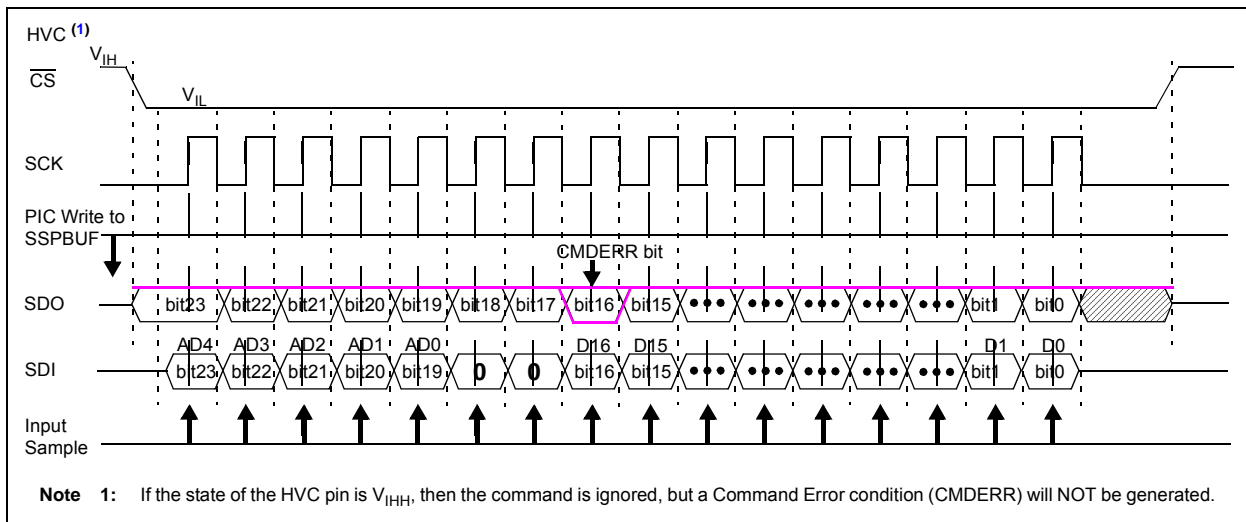 HVC (1)
VIH
CS
VIL
SCK
PIC Write to
SSPBUF
CMDERR bit
SDO
bit23 bit22 bit21 bit20 bit19 bit18 bit17 bit16 bit15 ●●● ●●● ●●● ●●● ●●● bit1 bit0
AD4 AD3 AD2 AD1 AD0 D16 D15 D1 D0
SDI
bit23 bit22 bit21 bit20 bit19 0 0 bit16 bit15 ●●● ●●● ●●● ●●● ●●● bit1 bit0
Input
Sample
Note 1: If the state of the HVC pin is VIHH, then the command is ignored, but a Command Error condition (CMDERR) will NOT be generated.